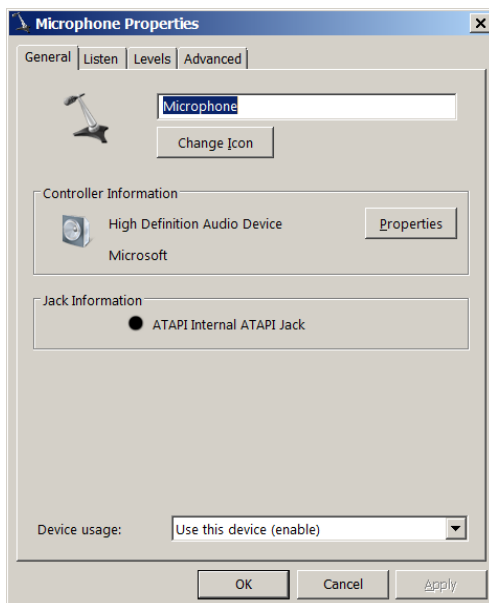 Microphone Properties
General Listen Levels Advanced
Microphone
Change Icon
Controller Information
High Definition Audio Device
Properties
Microsoft
Jack Information
ATAPI Internal ATAPI Jack
Device usage:
Use this device (enable)
OK Cancel Apply